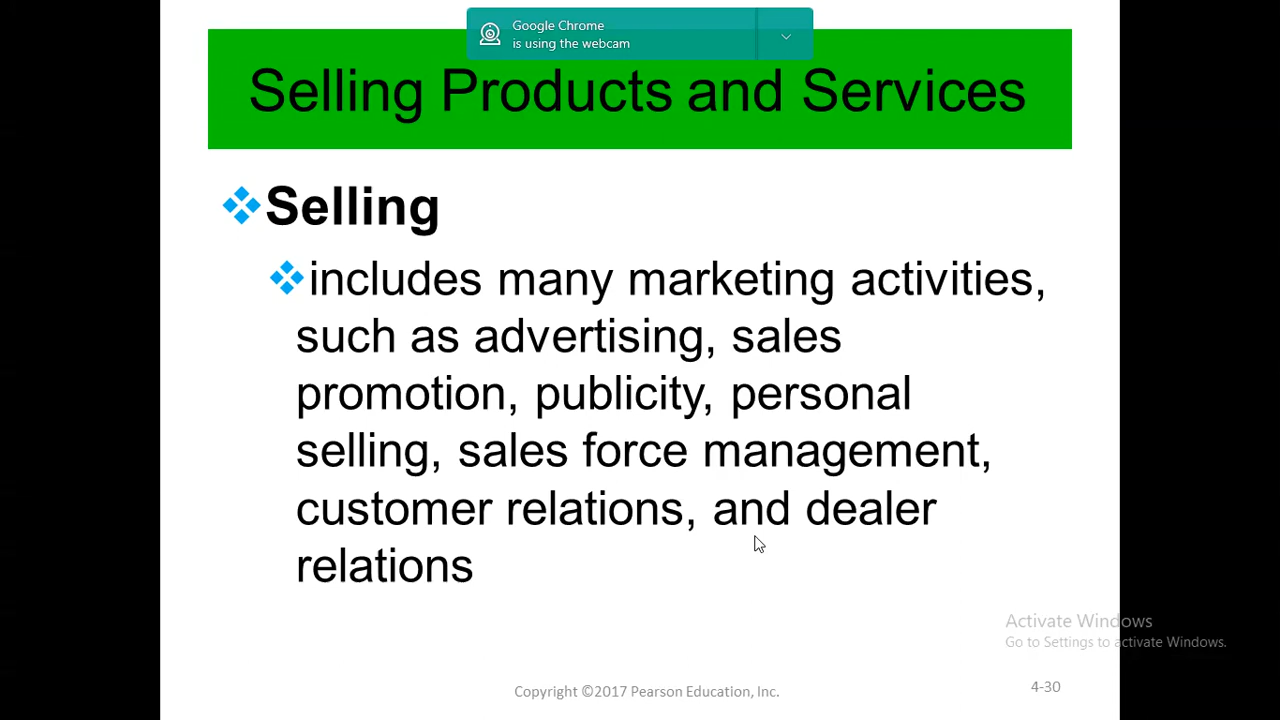 Google Chrome
is using the webcam
Selling Products and Services
Selling
includes many marketing activities,
such as advertising, sales
promotion, publicity, personal
selling, sales force management,
customer relations, and dealer
relations
Activate Windows
Go to Settings to activate Windows.
Copyright ©2017 Pearson Education, Inc.
4-30